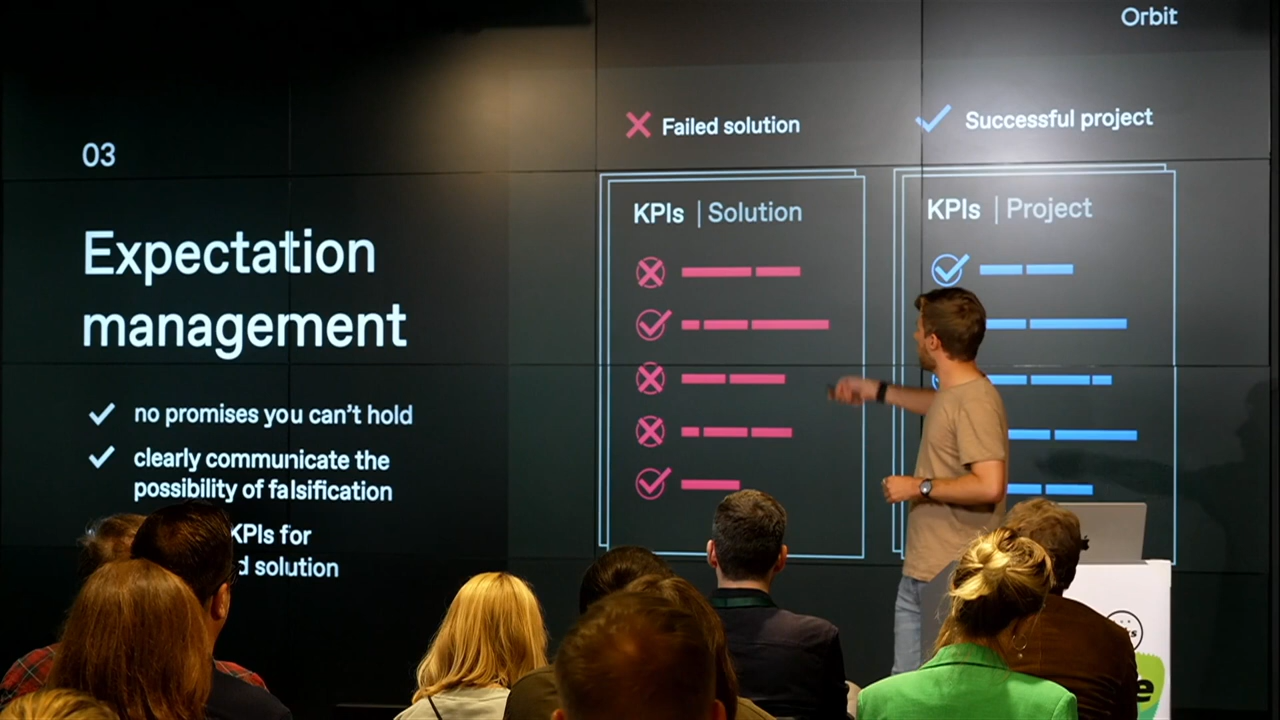 Orbit
03
Expectation
management
no promises you can't hold
clearly communicate the
possibility of falsification
KPIs for
d solution
Failed solution
KPIs | Solution
Successful project
KPIs | Project